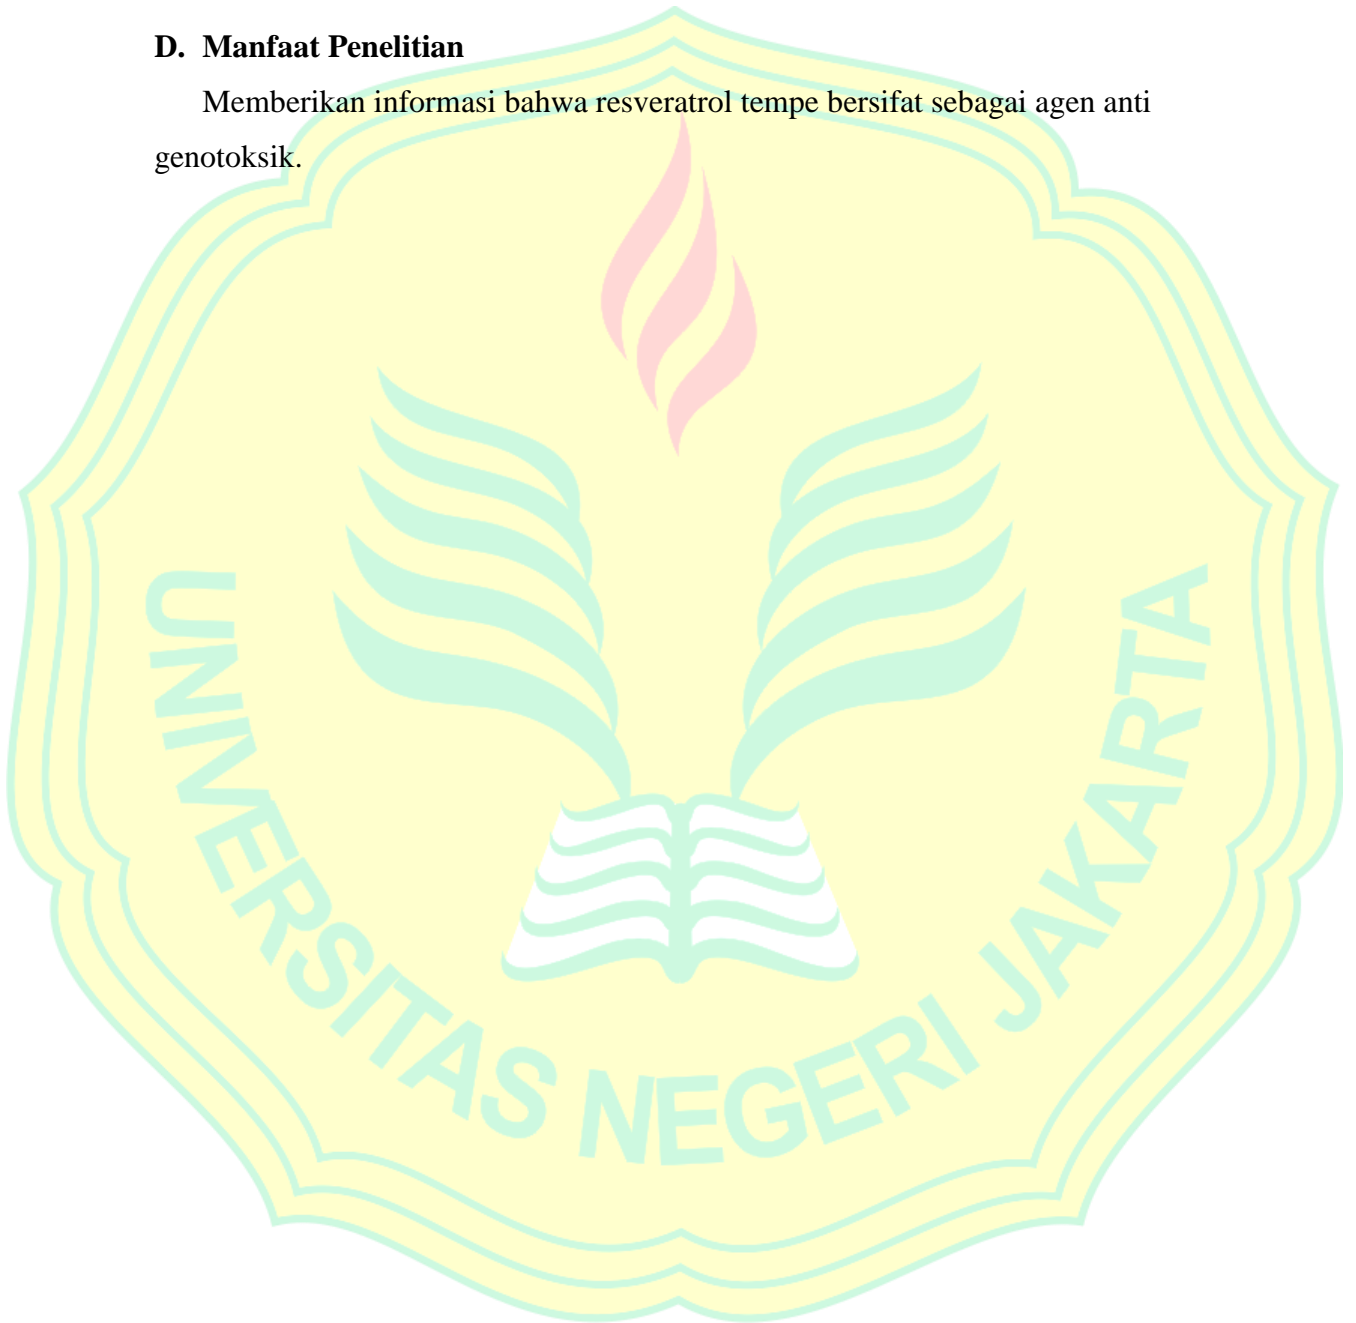 D. Manfaat Penelitian
Memberikan informasi bahwa resveratrol tempe bersifat sebagai agen anti
genotoksik.
UNIVERSITAS NEGERI JAKARTA